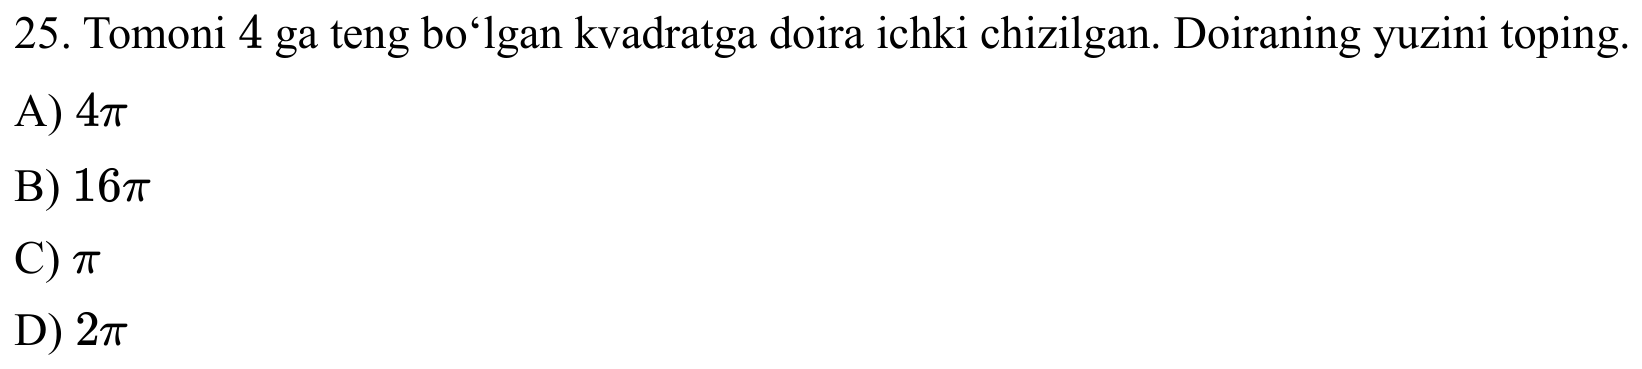 25. Tomoni 4 ga teng bo‘lgan kvadratga doira ichki chizilgan. Doiraning yuzini toping.
A) 4π
B) 16π
C) π
D) 2π